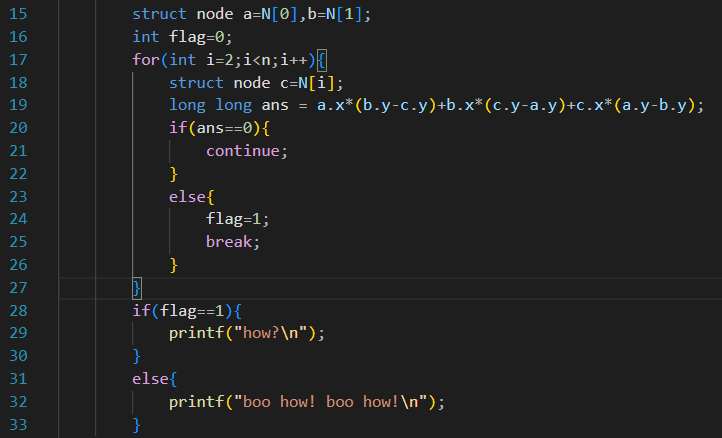 15 struct node a=N[0],b=N[1];
16 int flag=0;
17 for(int i=2;i<n;i++){
18 struct node c=N[i];
19 long long ans = a.x*(b.y-c.y)+b.x*(c.y-a.y)+c.x*(a.y-b.y);
20 if(ans==0){
21 continue;
22 }
23 else{
24 flag=1;
25 break;
26 }
27 }
28 if(flag==1){
29 printf("how?\n");
30 }
31 else{
32 printf("boo how! boo how!\n");
33 }